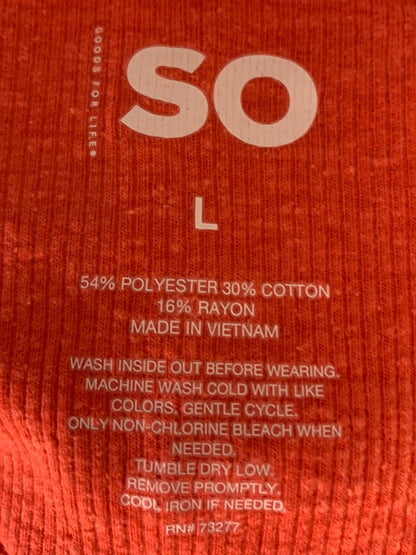 GOODS FOR LIFE®
SO
L
54% POLYESTER 30% COTTON
16% RAYON
MADE IN VIETNAM
WASH INSIDE OUT BEFORE WEARING.
MACHINE WASH COLD WITH LIKE
COLORS. GENTLE CYCLE.
ONLY NON-CHLORINE BLEACH WHEN
NEEDED.
TUMBLE DRY LOW.
REMOVE PROMPTLY.
COOL IRON IF NEEDED.
RN# 73277